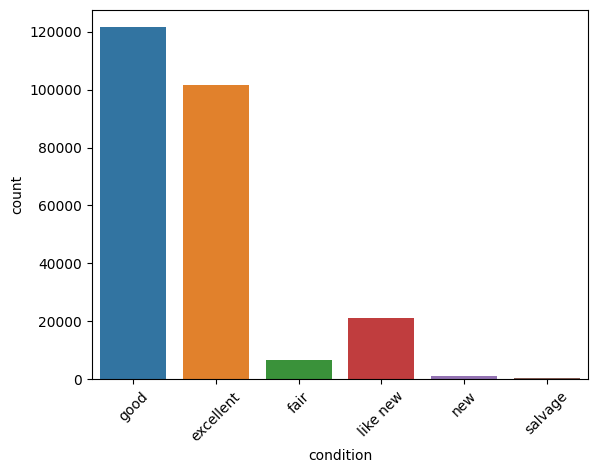 120000
100000
80000
60000
40000
20000
0
count
good
excellent
fair
like new
new
salvage
condition